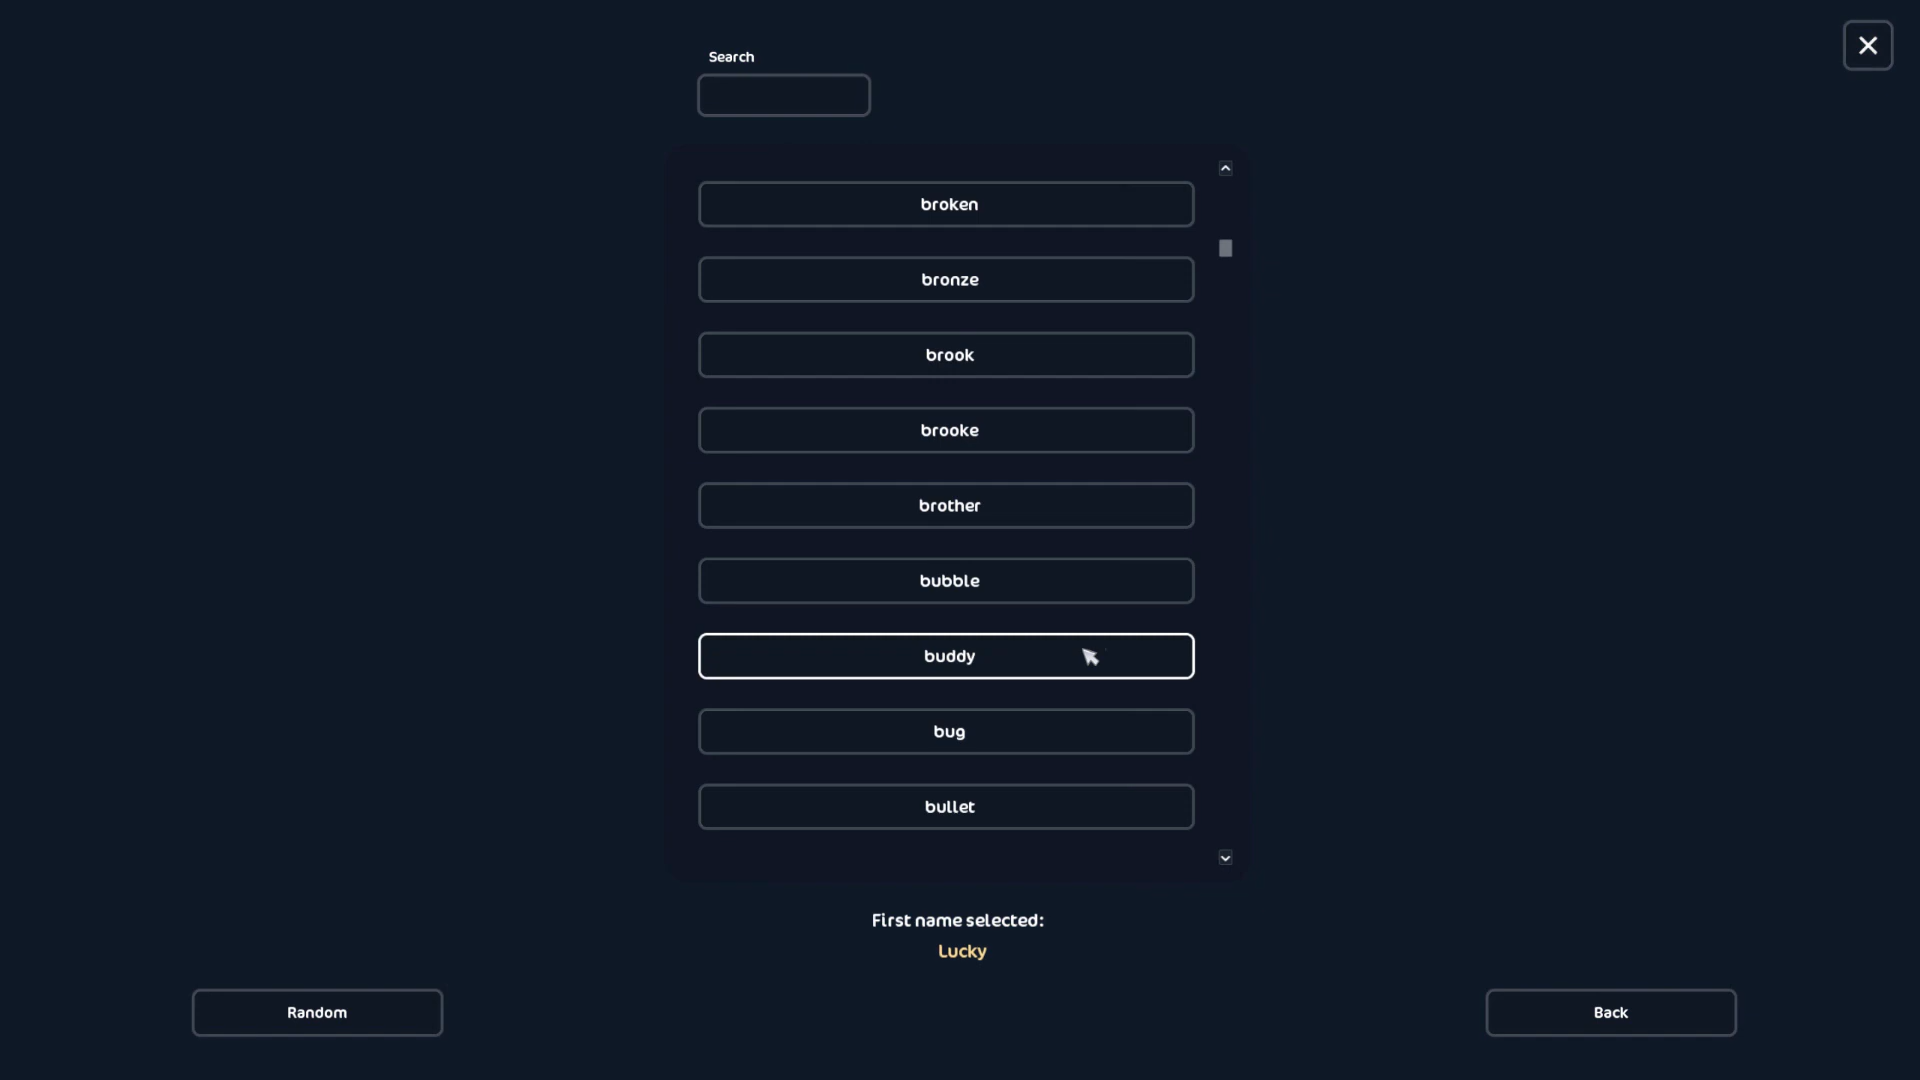 Search
broken
bronze
brook
brooke
brother
bubble
buddy
bug
bullet
First name selected:
Lucky
Random
Back